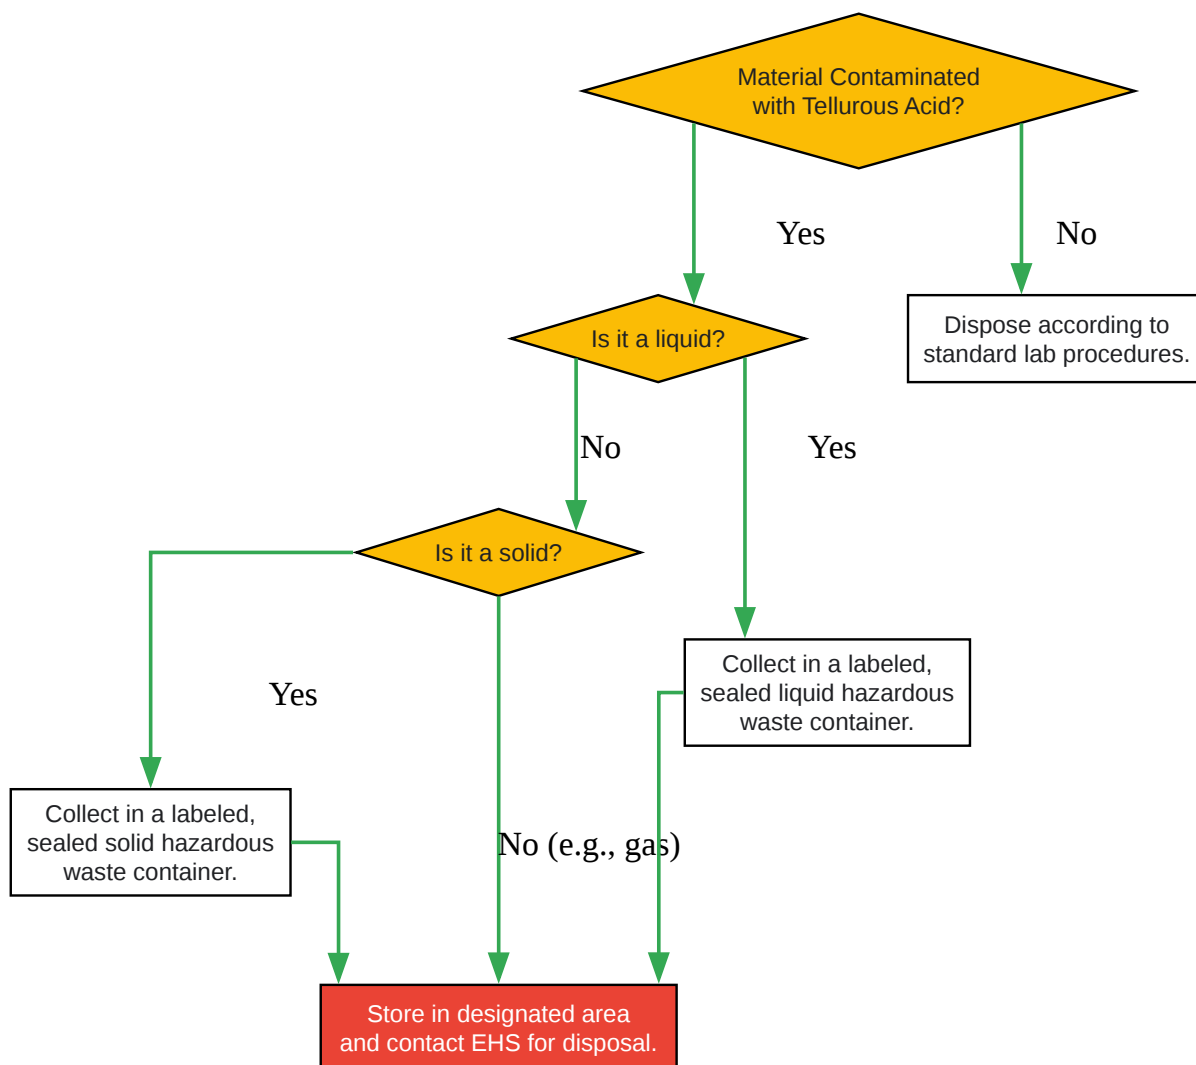 Material Contaminated
with Tellurous Acid?
Yes
No
Is it a liquid?
Dispose according to
standard lab procedures.
No
Yes
Is it a solid?
Collect in a labeled,
sealed liquid hazardous
waste container.
Yes
Collect in a labeled,
sealed solid hazardous
waste container.
No (e.g., gas)
Store in designated area
and contact EHS for disposal.